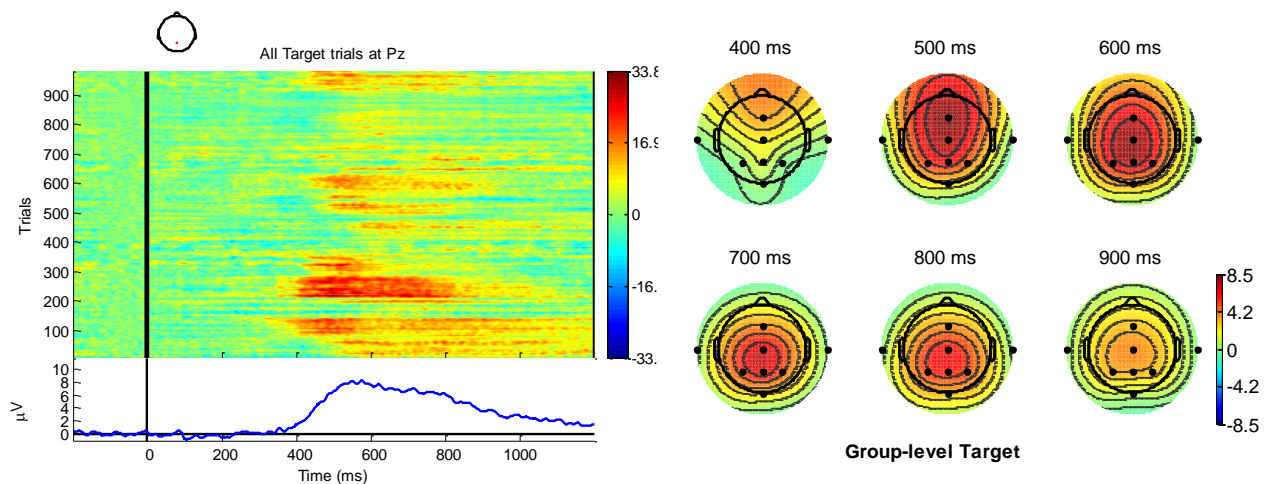 All Target trials at Pz
Trials
900
800
700
600
500
400
300
200
100
33.8
16.9
0
-16.
-33.
μV
10
8
6
4
2
0
0
200
400
600
800
1000
Time (ms)
400 ms
500 ms
600 ms
700 ms
800 ms
900 ms
8.5
4.2
0
-4.2
-8.5
Group-level Target